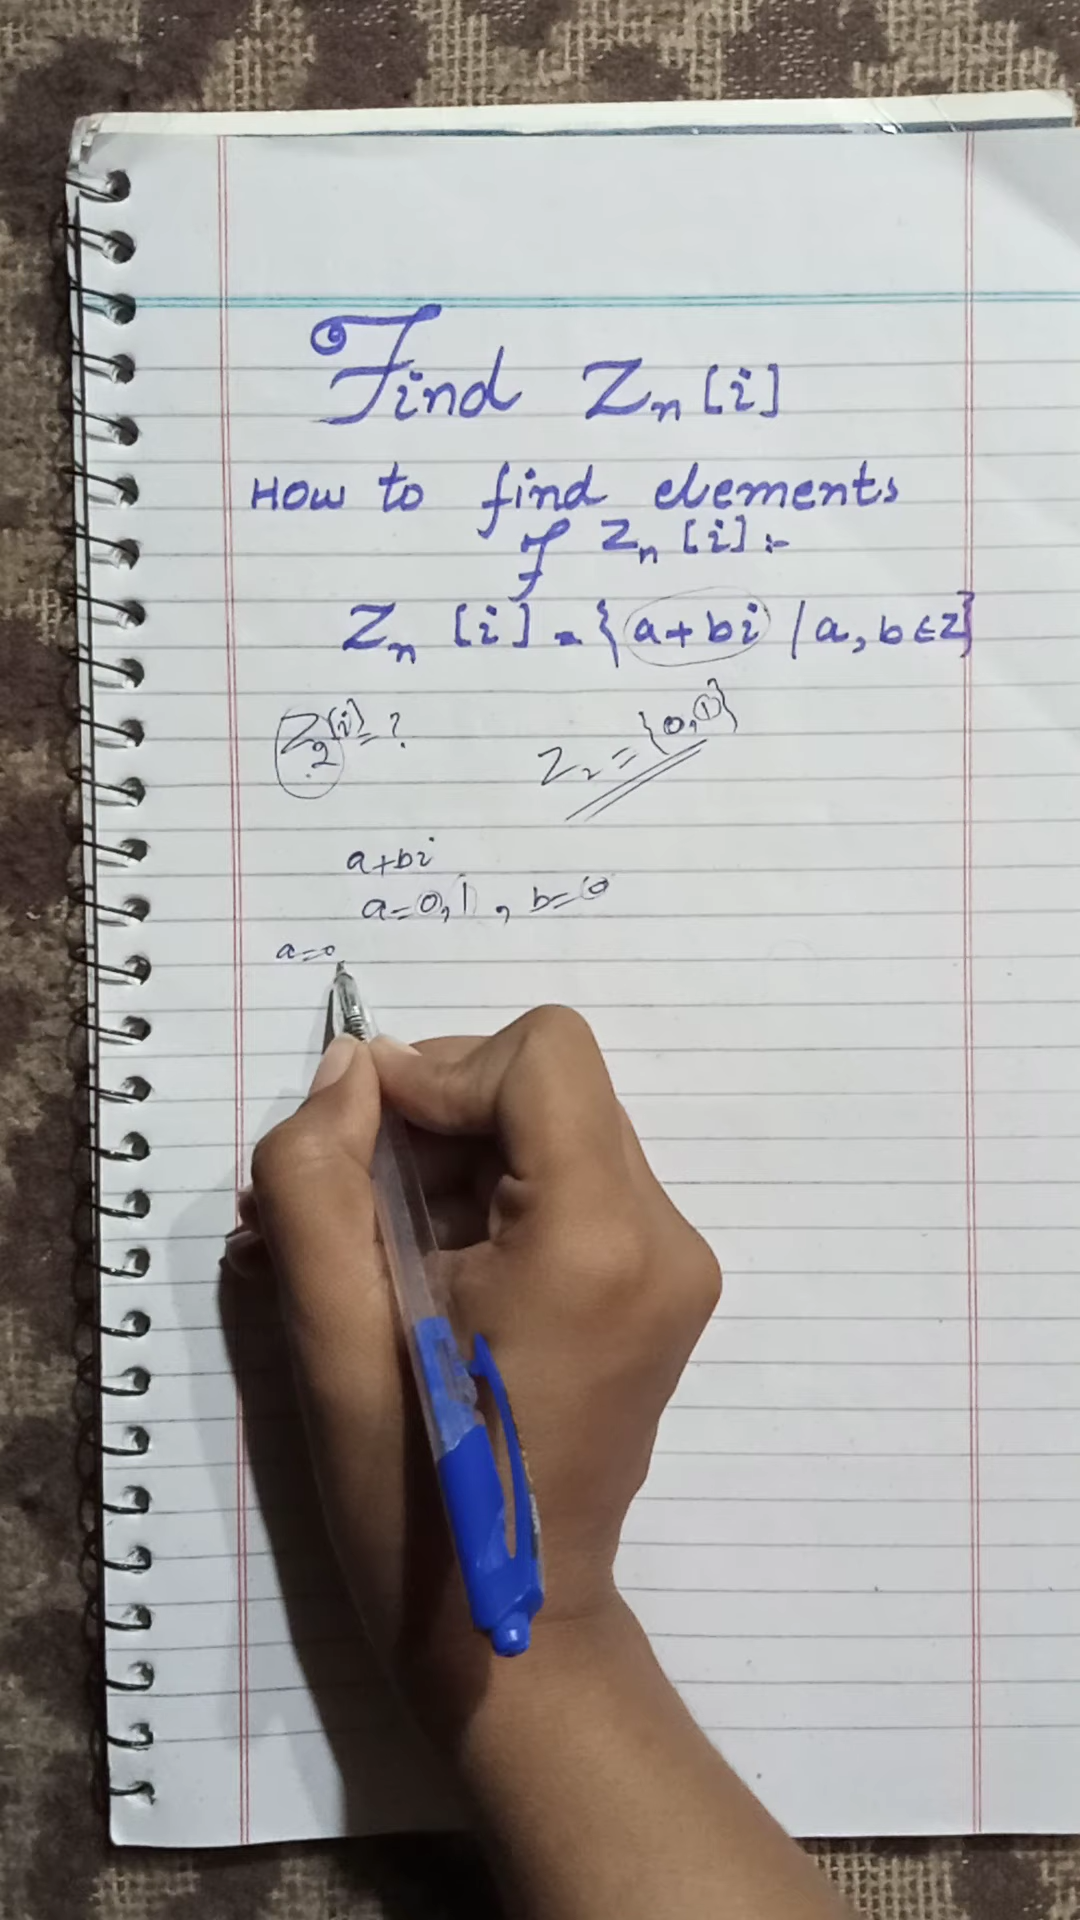 Find Zn [i]
How to find elements
of Zn [i] :-
Zn [i] = {a+bi / a, b ∈ Z}
Z2[i] = ? Z2 = {0, 1}
a+bi
a=0,1 , b=0
a=0